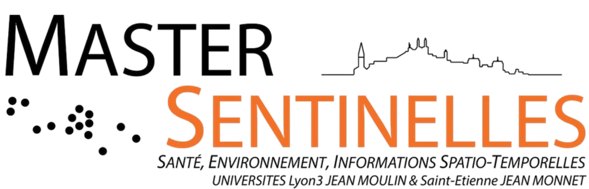 MASTER
SENTINELLES
SANTÉ, ENVIRONNEMENT, INFORMATIONS SPATIO-TEMPORELLES
UNIVERSITES Lyon3 JEAN MOULIN & Saint-Etienne JEAN MONNET